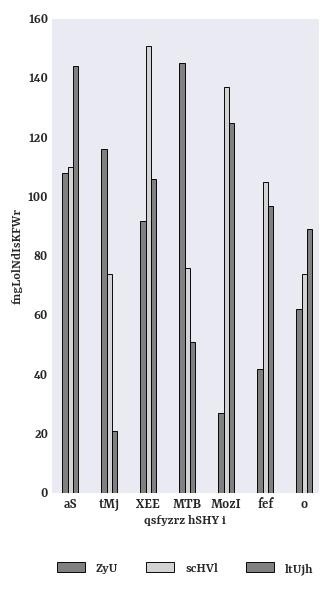 160
140
120
100
80
60
40
20
0
fngLolNdIsKFWr
aS tMj XEE MTB MozI fef o
qsfyzrz hSHY i
ZyU scHVl ltUjh